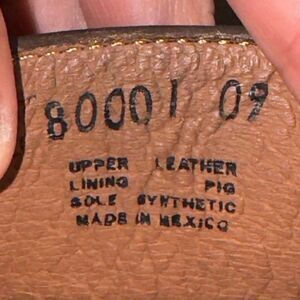 80001 09
UPPER LEATHER
LINING PIG
SOLE SYNTHETIC
MADE IN MEXICO